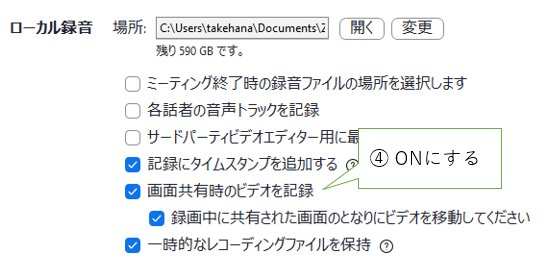 ローカル録音 場所: C:\Users\takehana\Documents\Z 開く 変更
残り 590 GB です。
ミーティング終了時の録音ファイルの場所を選択します
各話者の音声トラックを記録
サードパーティビデオエディター用に最
④ ONにする
記録にタイムスタンプを追加する
画面共有時のビデオを記録
録画中に共有された画面のとなりにビデオを移動してください
一時的なレコーディングファイルを保持 ?